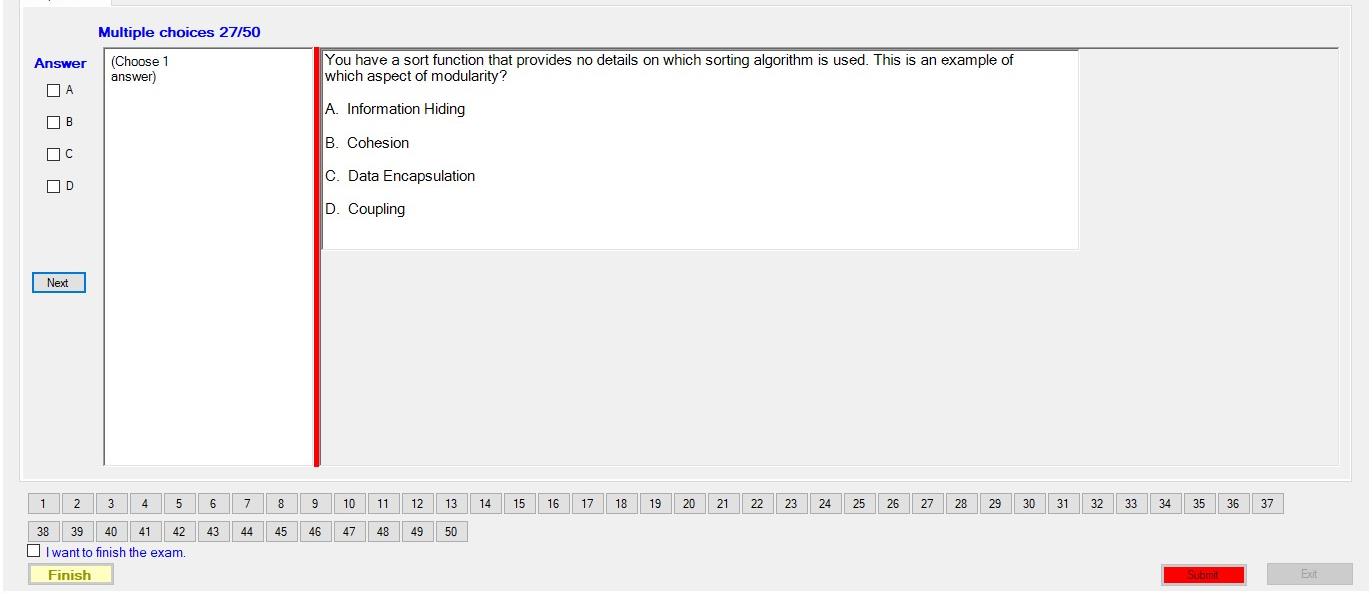 Multiple choices 27/50
Answer
(Choose 1
answer)
A
B
C
D
Next
You have a sort function that provides no details on which sorting algorithm is used. This is an example of
which aspect of modularity?
A. Information Hiding
B. Cohesion
C. Data Encapsulation
D. Coupling
1 2 3 4 5 6 7 8 9 10 11 12 13 14 15 16 17 18 19 20 21 22 23 24 25 26 27 28 29 30 31 32 33 34 35 36 37
38 39 40 41 42 43 44 45 46 47 48 49 50
I want to finish the exam.
Finish
Submit
Exit